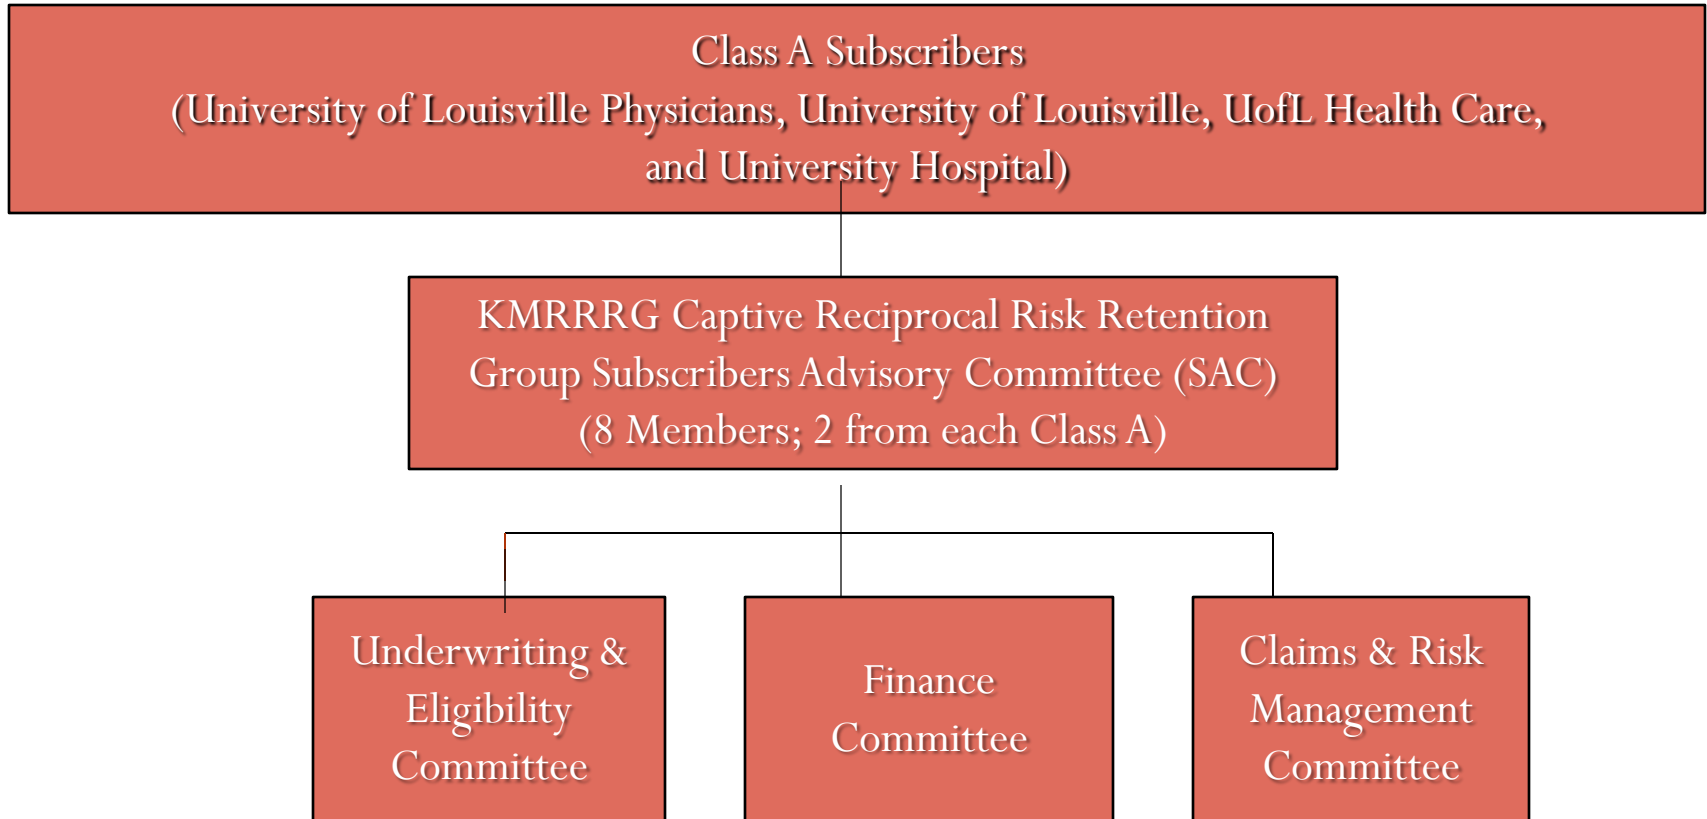 Class A Subscribers
(University of Louisville Physicians, University of Louisville, UofL Health Care,
and University Hospital)
KMRRRG Captive Reciprocal Risk Retention
Group Subscribers Advisory Committee (SAC)
(8 Members; 2 from each Class A)
Underwriting &
Eligibility
Committee
Finance
Committee
Claims & Risk
Management
Committee